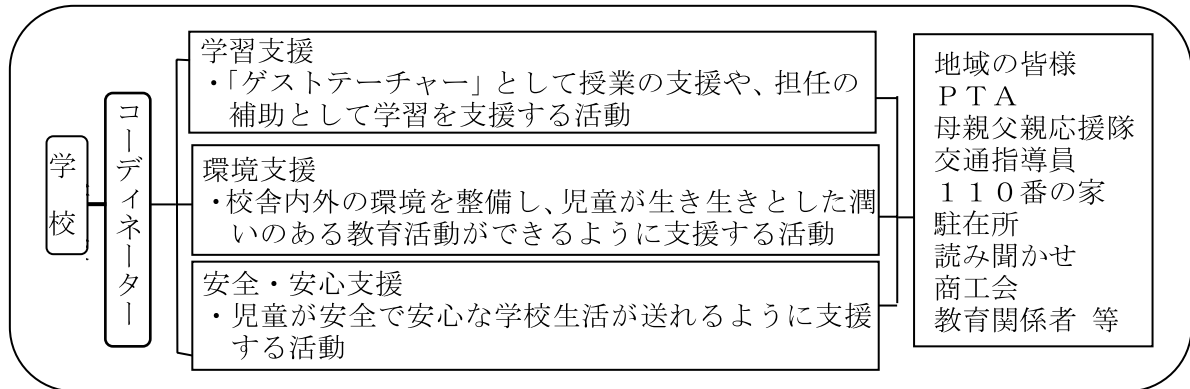 学校
コーディネーター
学習支援
・「ゲストテーチャー」として授業の支援や、担任の
補助として学習を支援する活動
環境支援
・校舎内外の環境を整備し、児童が生き生きとした潤
いのある教育活動ができるように支援する活動
安全・安心支援
・児童が安全で安心な学校生活が送れるように支援
する活動
地域の皆様
ＰＴＡ
母親父親応援隊
交通指導員
１１０番の家
駐在所
読み聞かせ
商工会
教育関係者 等